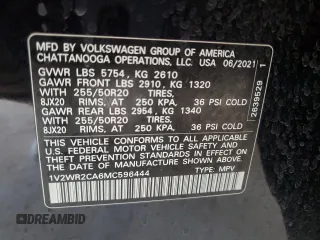 MFD. BY VOLKSWAGEN GROUP OF AMERICA
CHATTANOOGA OPERATIONS, LLC. USA 06/2021
GVWR LBS 5754, KG 2610
GAWR FRONT LBS 2910, KG 1320
WITH 255/50R20 TIRES.
8JX20 RIMS, AT 250 KPA, 36 PSI COLD
GAWR REAR LBS 2954, KG 1340
WITH 255/50R20 TIRES.
8JX20 RIMS, AT 250 KPA, 36 PSI COLD
THIS VEHICLE CONFORMS TO ALL APPLICABLE
U.S. FEDERAL MOTOR VEHICLE SAFETY STANDARDS
IN EFFECT ON THE DATE OF MANUFACTURE SHOWN ABOVE.
1V2WR2CA6MC596444 TYPE: MPV
2639529 1
AutoBidMaster